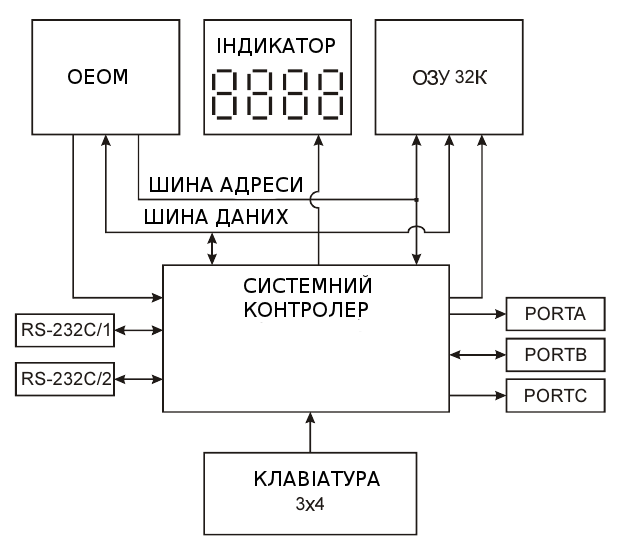 ОЕОМ
ІНДИКАТОР
8888
ОЗУ 32К
ШИНА АДРЕСИ
ШИНА ДАНИХ
СИСТЕМНИЙ
КОНТРОЛЕР
RS-232C/1
RS-232C/2
PORTA
PORTB
PORTC
КЛАВІАТУРА
3x4